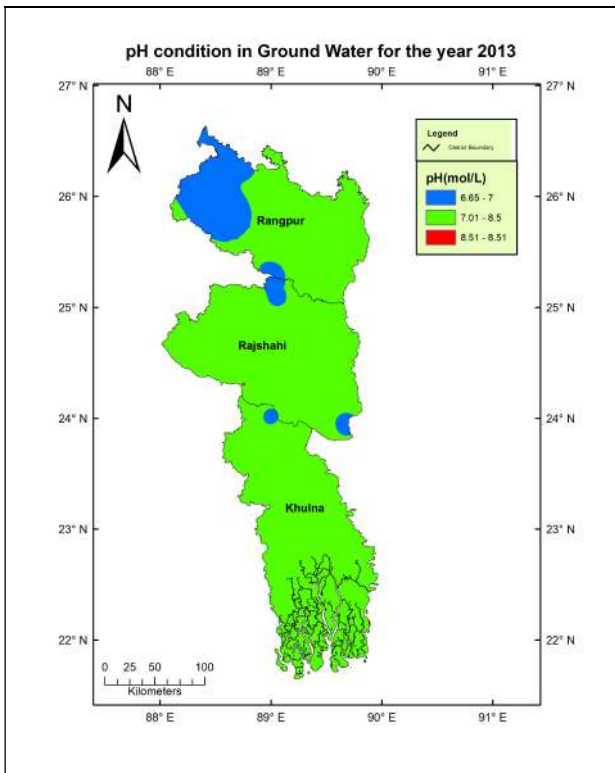 pH condition in Ground Water for the year 2013
88° E 89° E 90° E 91° E
27° N 27° N
N
Legend
District Boundary
pH(mol/L)
6.65 - 7
7.01 - 8.5
8.51 - 8.51
26° N 26° N
Rangpur
25° N 25° N
Rajshahi
24° N 24° N
Khulna
23° N 23° N
22° N 22° N
0 25 50 100
Kilometers
88° E 89° E 90° E 91° E